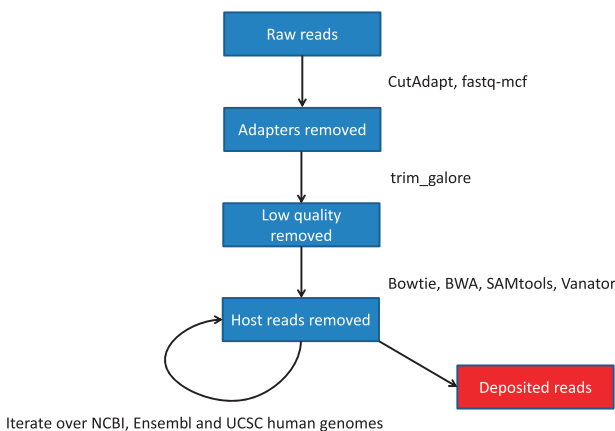 Raw reads
CutAdapt, fastq-mcf
Adapters removed
trim_galore
Low quality
removed
Bowtie, BWA, SAMtools, Vanator
Host reads removed
Deposited reads
Iterate over NCBI, Ensembl and UCSC human genomes